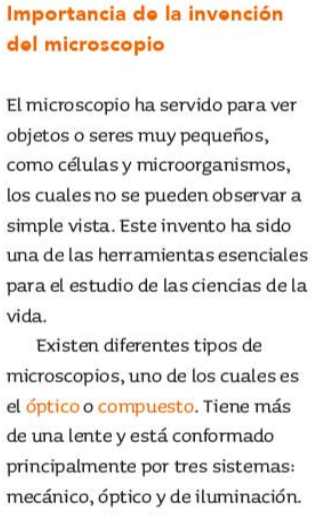 Importancia de la invención
del microscopio
El microscopio ha servido para ver
objetos o seres muy pequeños,
como células y microorganismos,
los cuales no se pueden observar a
simple vista. Este invento ha sido
una de las herramientas esenciales
para el estudio de las ciencias de la
vida.
Existen diferentes tipos de
microscopios, uno de los cuales es
el óptico o compuesto. Tiene más
de una lente y está conformado
principalmente por tres sistemas:
mecánico, óptico y de iluminación.